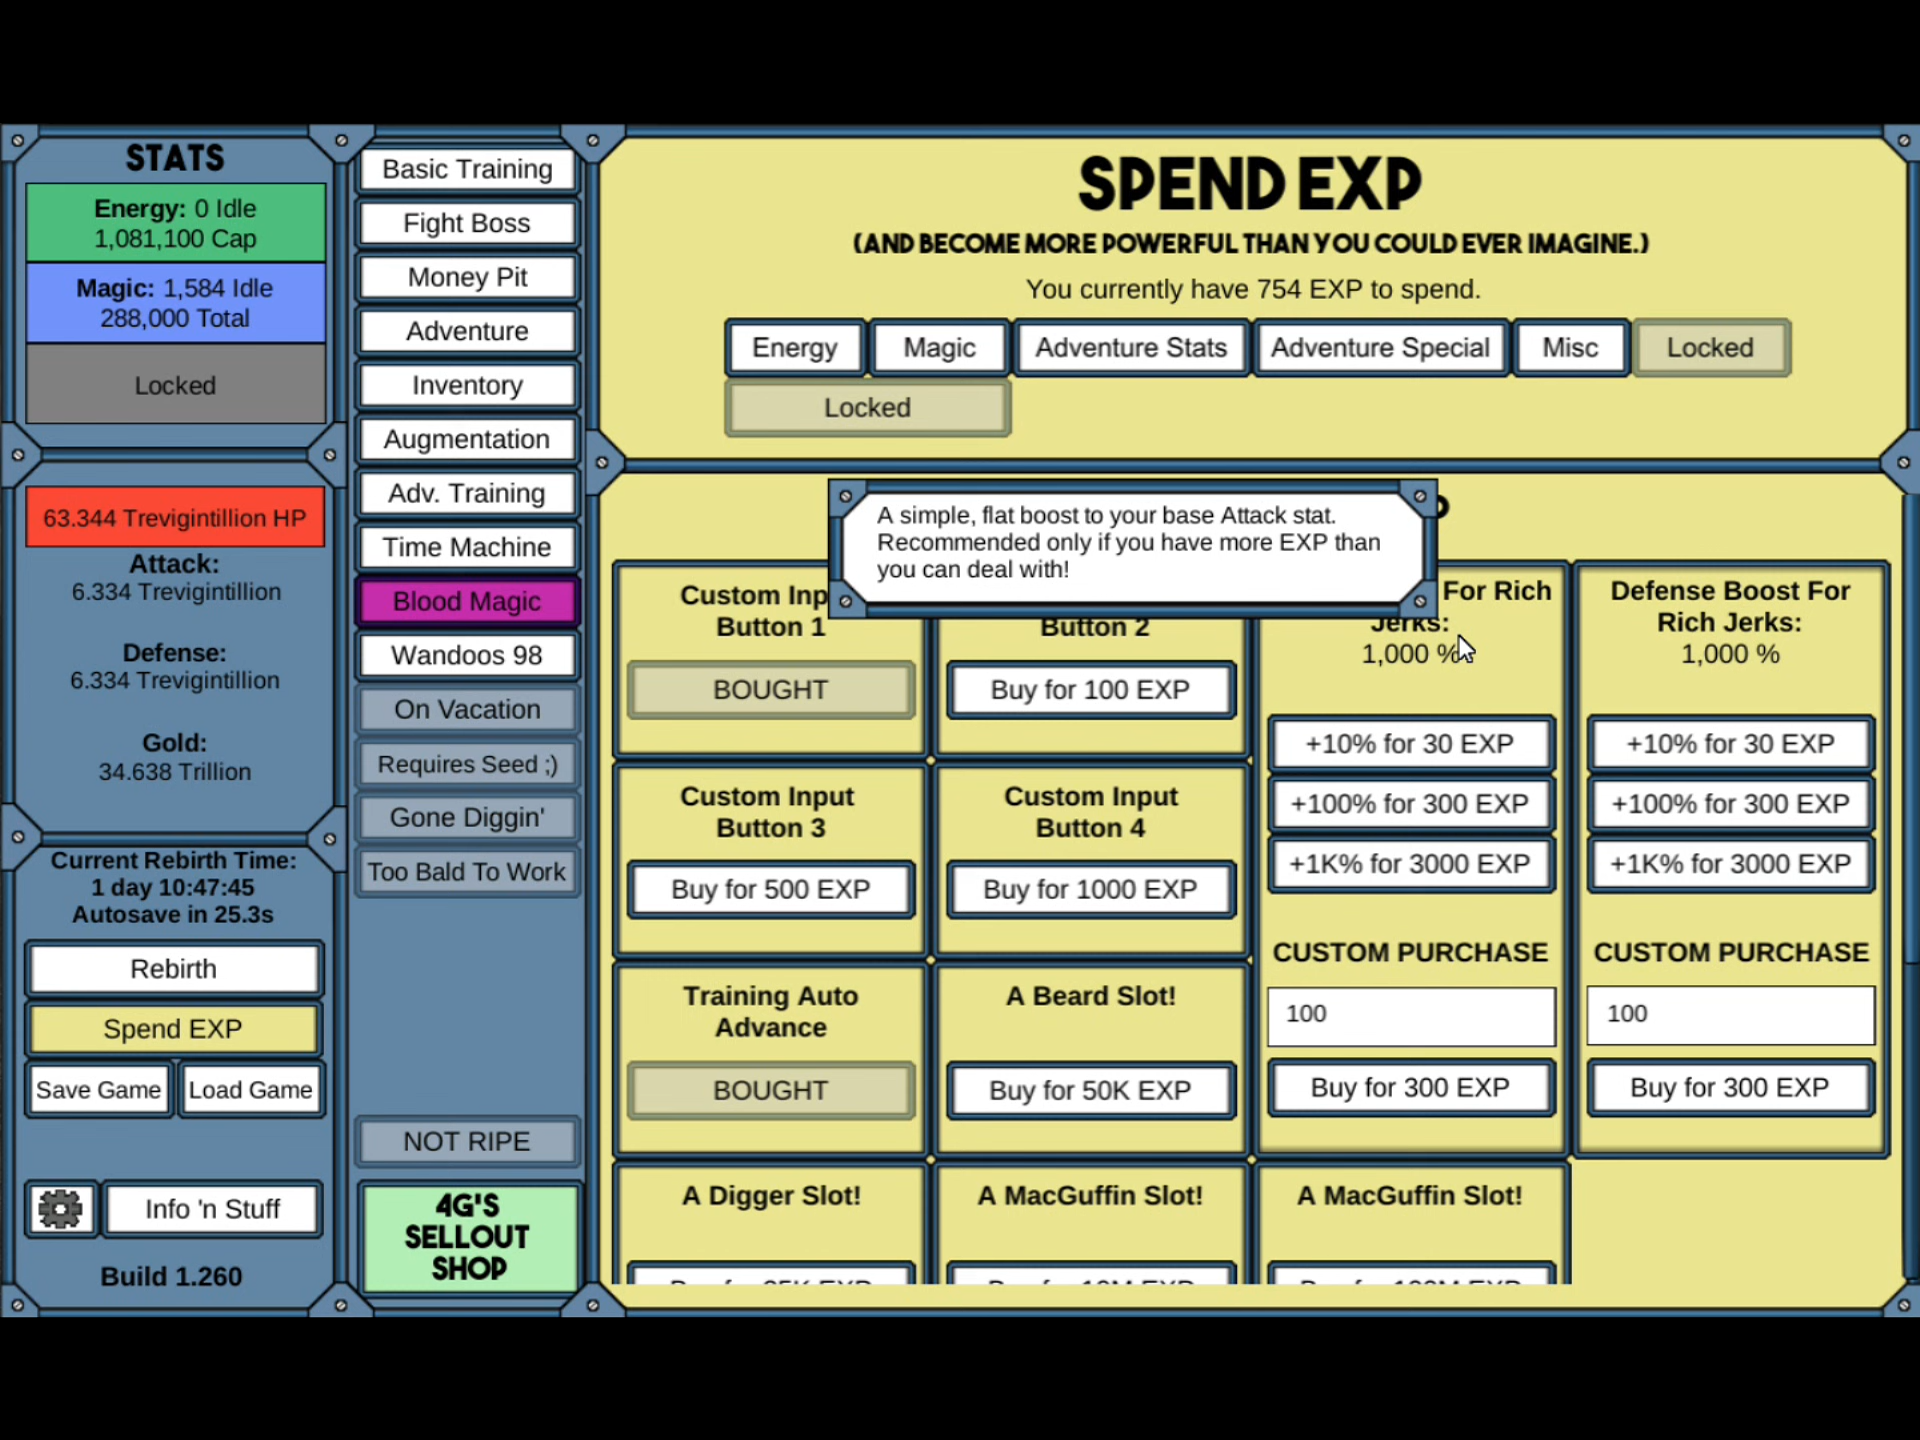 STATS
Energy: 0 Idle
1,081,100 Cap
Magic: 1,584 Idle
288,000 Total
Locked
63.344 Trevigintillion HP
Attack:
6.334 Trevigintillion
Defense:
6.334 Trevigintillion
Gold:
34.638 Trillion
Current Rebirth Time:
1 day 10:47:45
Autosave in 25.3s
Rebirth
Spend EXP
Save Game
Load Game
Info 'n Stuff
Build 1.260
Basic Training
Fight Boss
Money Pit
Adventure
Inventory
Augmentation
Adv. Training
Time Machine
Blood Magic
Wandoos 98
On Vacation
Requires Seed ;)
Gone Diggin'
Too Bald To Work
NOT RIPE
4G'S
SELLOUT
SHOP
SPEND EXP
(AND BECOME MORE POWERFUL THAN YOU COULD EVER IMAGINE.)
You currently have 754 EXP to spend.
Energy
Magic
Adventure Stats
Adventure Special
Misc
Locked
Locked
A simple, flat boost to your base Attack stat.
Recommended only if you have more EXP than
you can deal with!
Custom Inp
Button 1
BOUGHT
Button 2
Buy for 100 EXP
For Rich
Jerks:
1,000 %
+10% for 30 EXP
+100% for 300 EXP
+1K% for 3000 EXP
CUSTOM PURCHASE
100
Buy for 300 EXP
Defense Boost For
Rich Jerks:
1,000 %
+10% for 30 EXP
+100% for 300 EXP
+1K% for 3000 EXP
CUSTOM PURCHASE
100
Buy for 300 EXP
Custom Input
Button 3
Buy for 500 EXP
Custom Input
Button 4
Buy for 1000 EXP
Training Auto
Advance
BOUGHT
A Beard Slot!
Buy for 50K EXP
A Digger Slot!
A MacGuffin Slot!
A MacGuffin Slot!